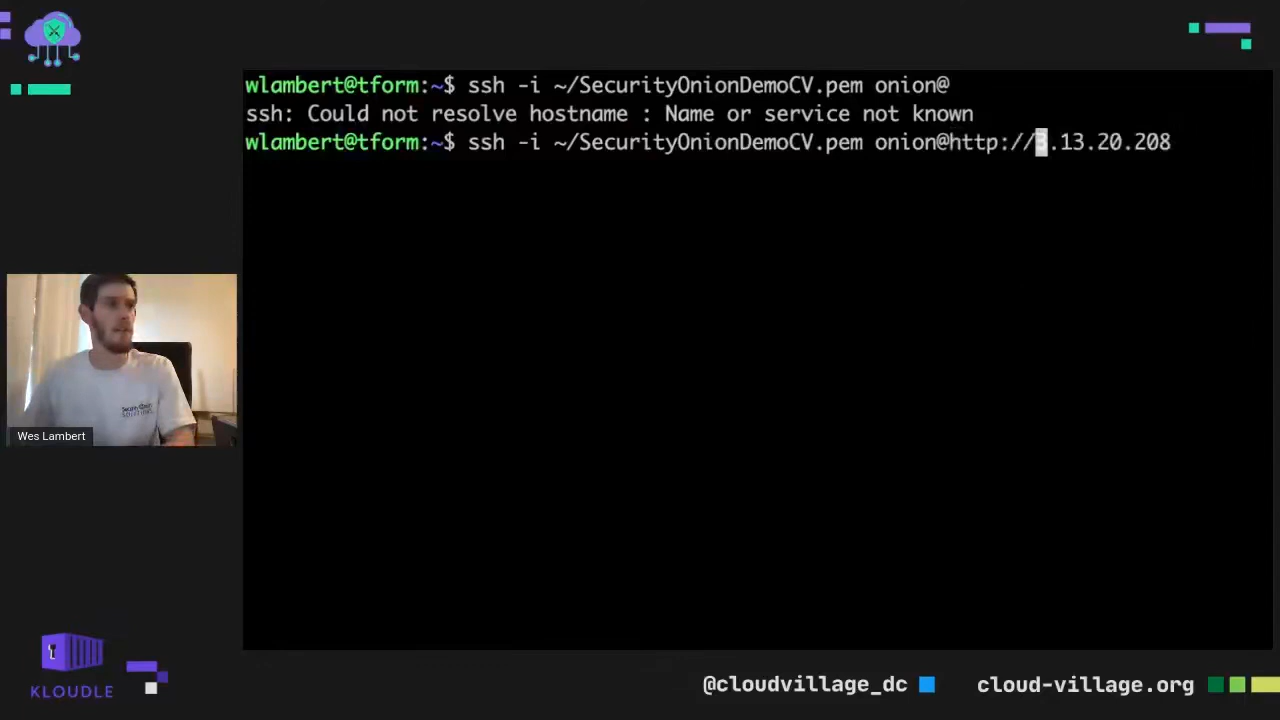 wlambert@tform:~$ ssh -i ~/SecurityOnionDemoCV.pem onion@
ssh: Could not resolve hostname : Name or service not known
wlambert@tform:~$ ssh -i ~/SecurityOnionDemoCV.pem onion@http://3.13.20.208
Wes Lambert
KLOUDLE
@cloudvillage_dc
cloud-village.org